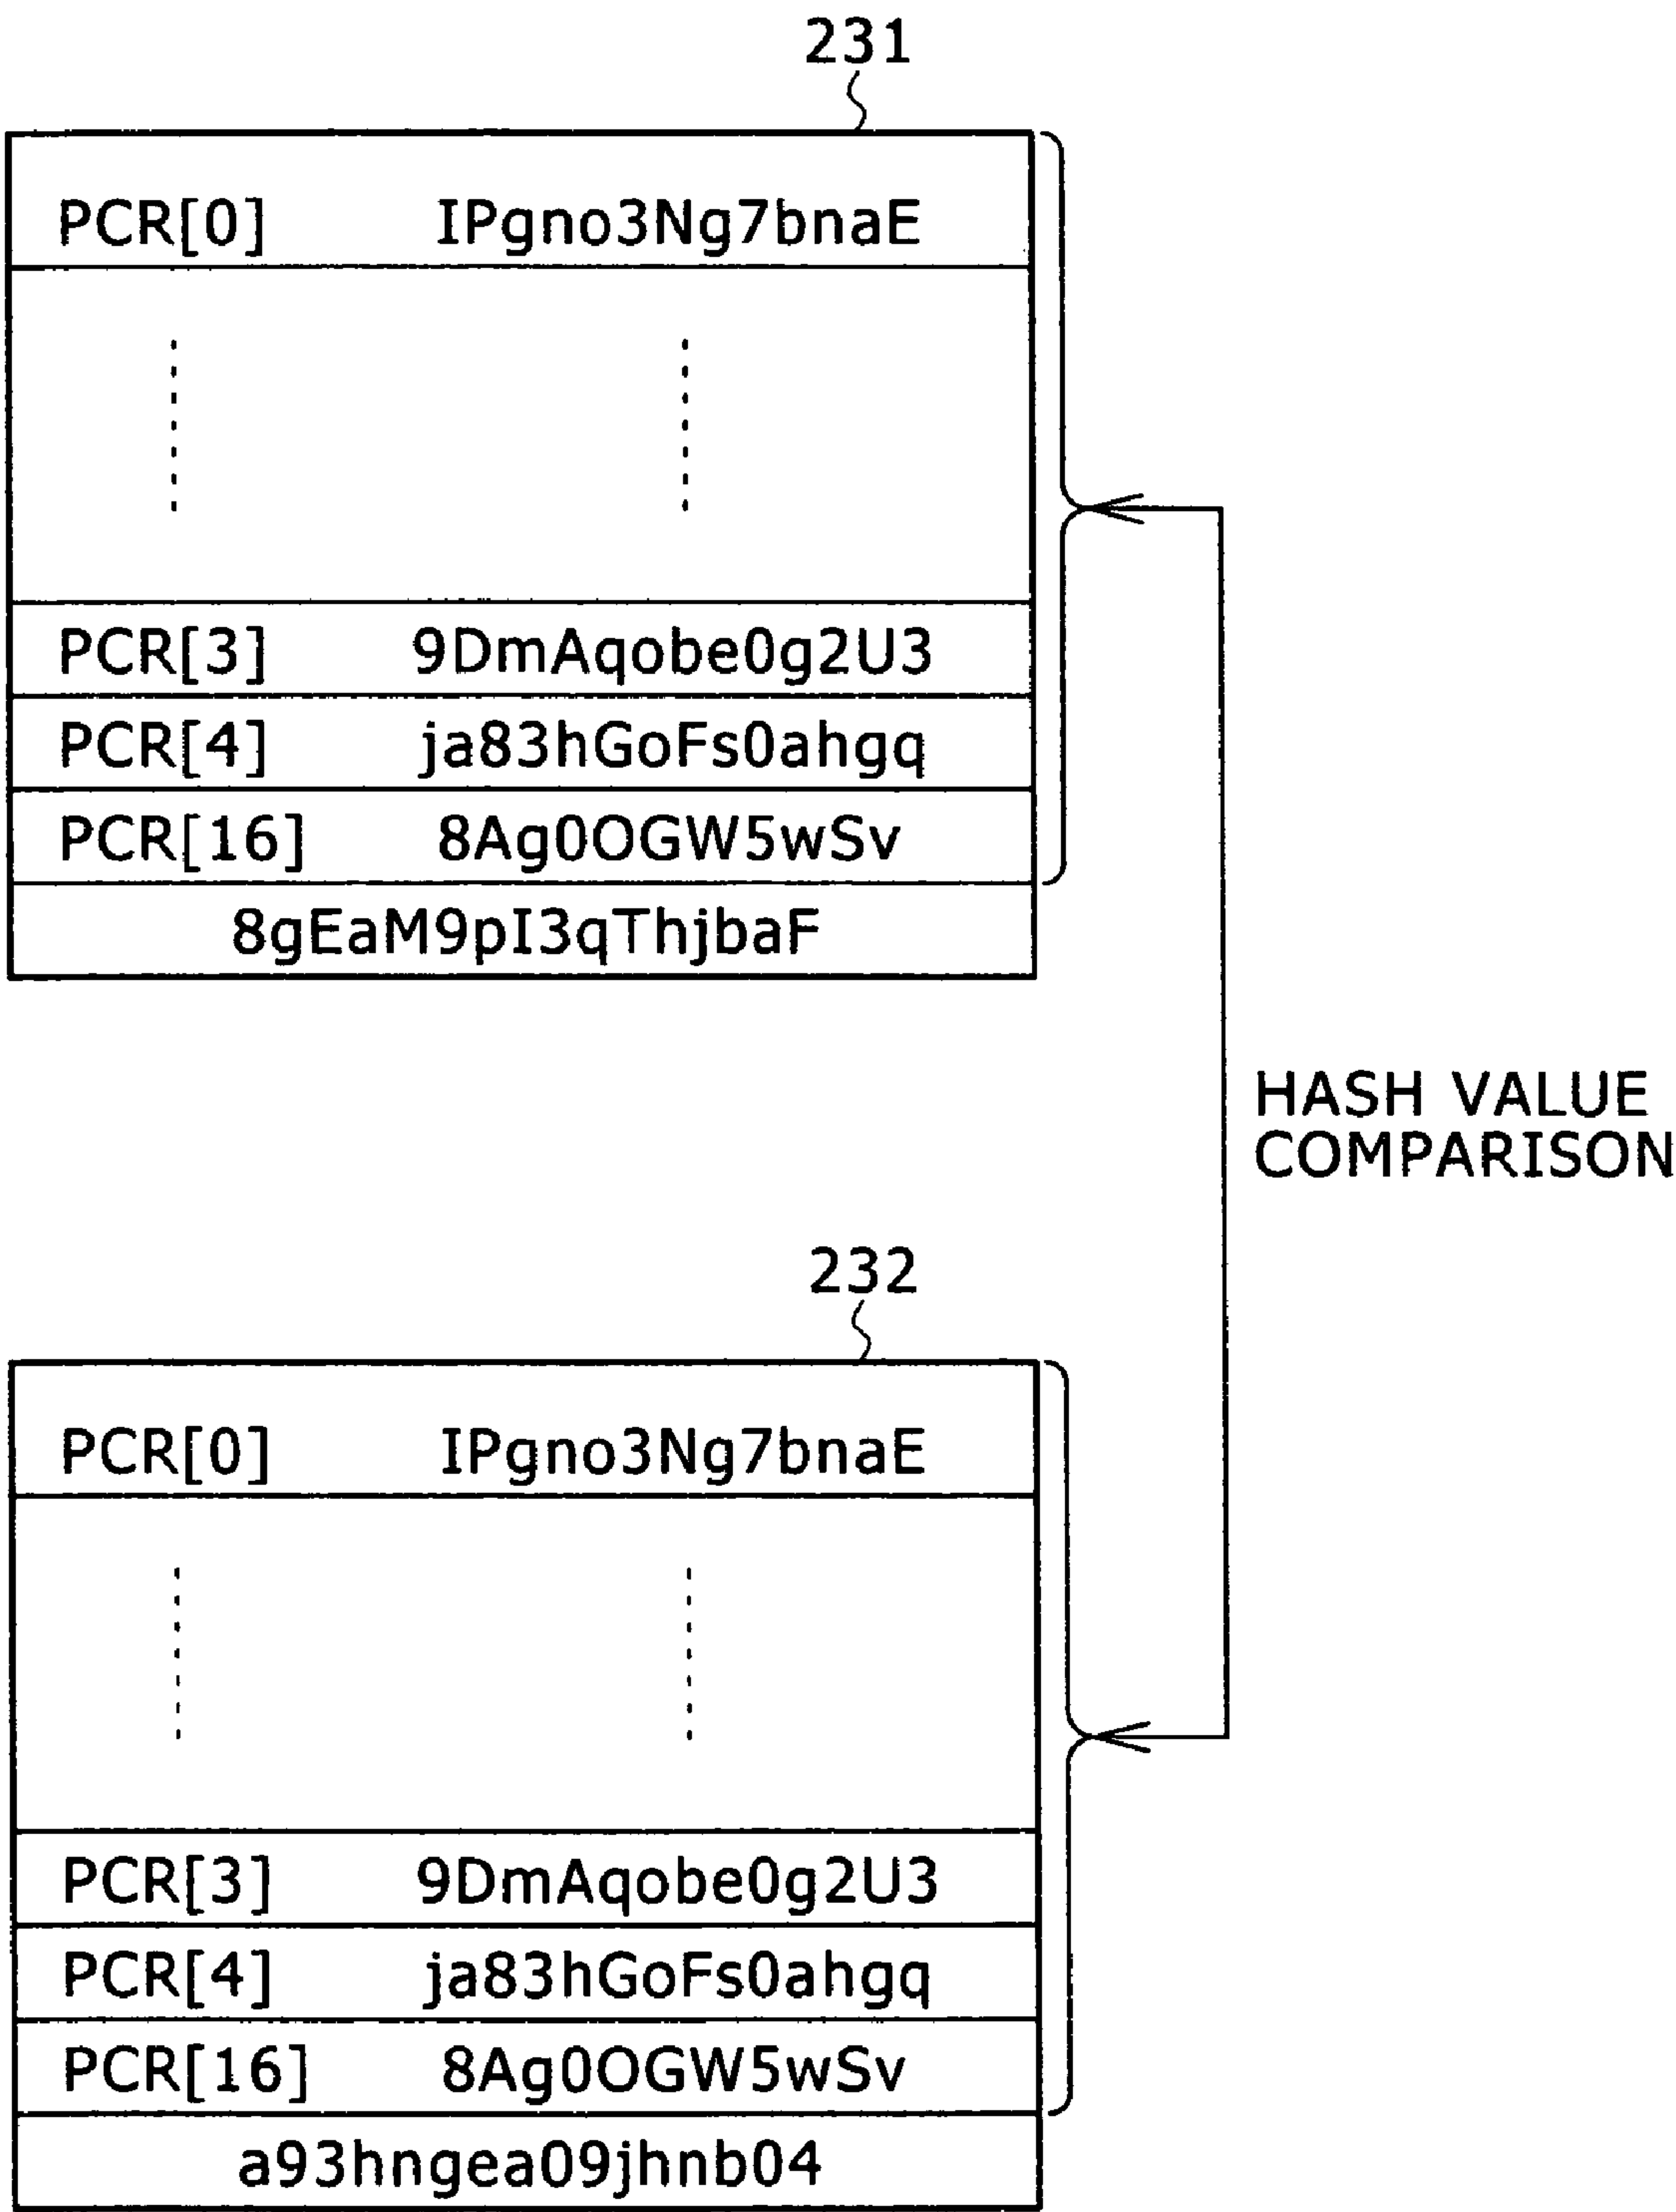 231
PCR[0] IPgno3Ng7bnaE
PCR[3] 9DmAqobe0g2U3
PCR[4] ja83hGoFs0ahgq
PCR[16] 8Ag0OGW5wSv
8gEaM9pI3qThjbaF
HASH VALUE
COMPARISON
232
PCR[0] IPgno3Ng7bnaE
PCR[3] 9DmAqobe0g2U3
PCR[4] ja83hGoFs0ahgq
PCR[16] 8Ag0OGW5wSv
a93hngea09jhnb04